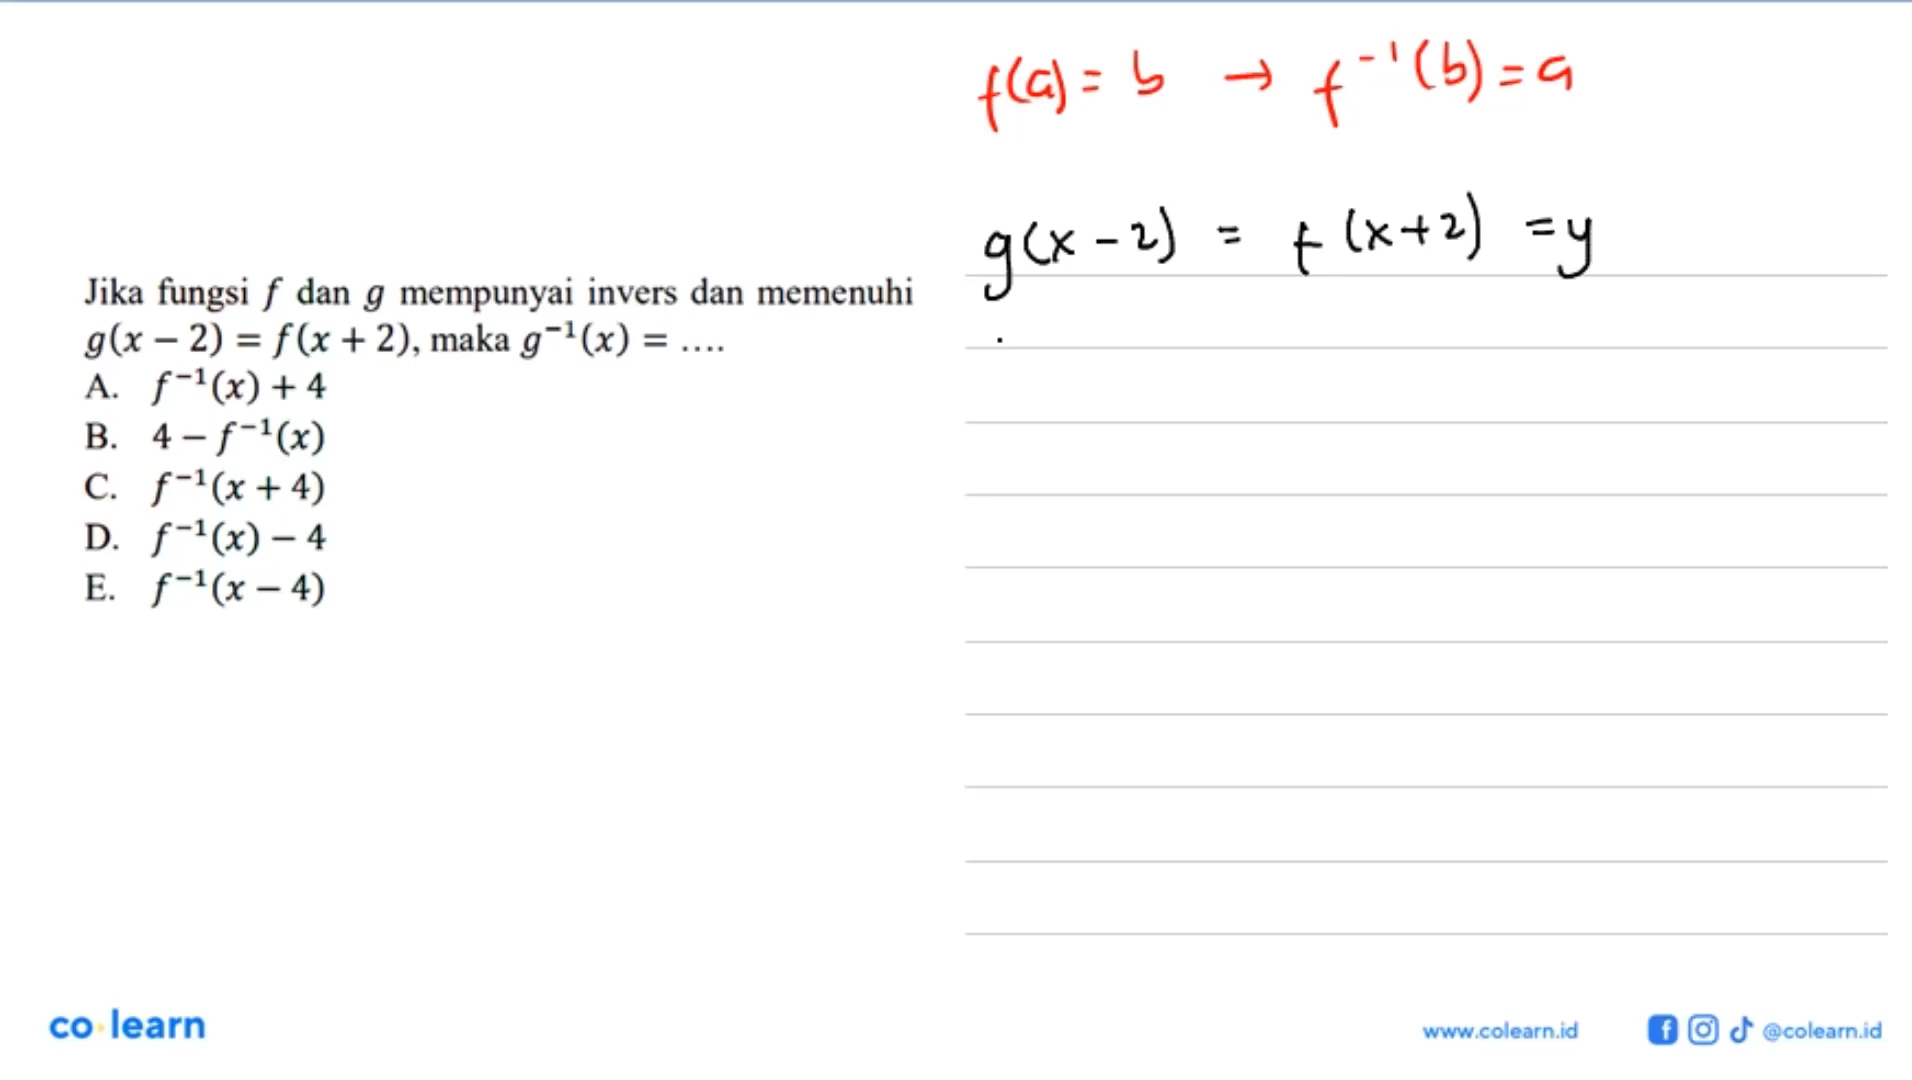 f(a) = b → f⁻¹(b) = a
g(x - 2) = f(x+2) = y
Jika fungsi f dan g mempunyai invers dan memenuhi
g(x − 2) = f(x + 2), maka g⁻¹(x) = ....
A. f⁻¹(x) + 4
B. 4 − f⁻¹(x)
C. f⁻¹(x + 4)
D. f⁻¹(x) − 4
E. f⁻¹(x − 4)
co learn
www.colearn.id
@colearn.id